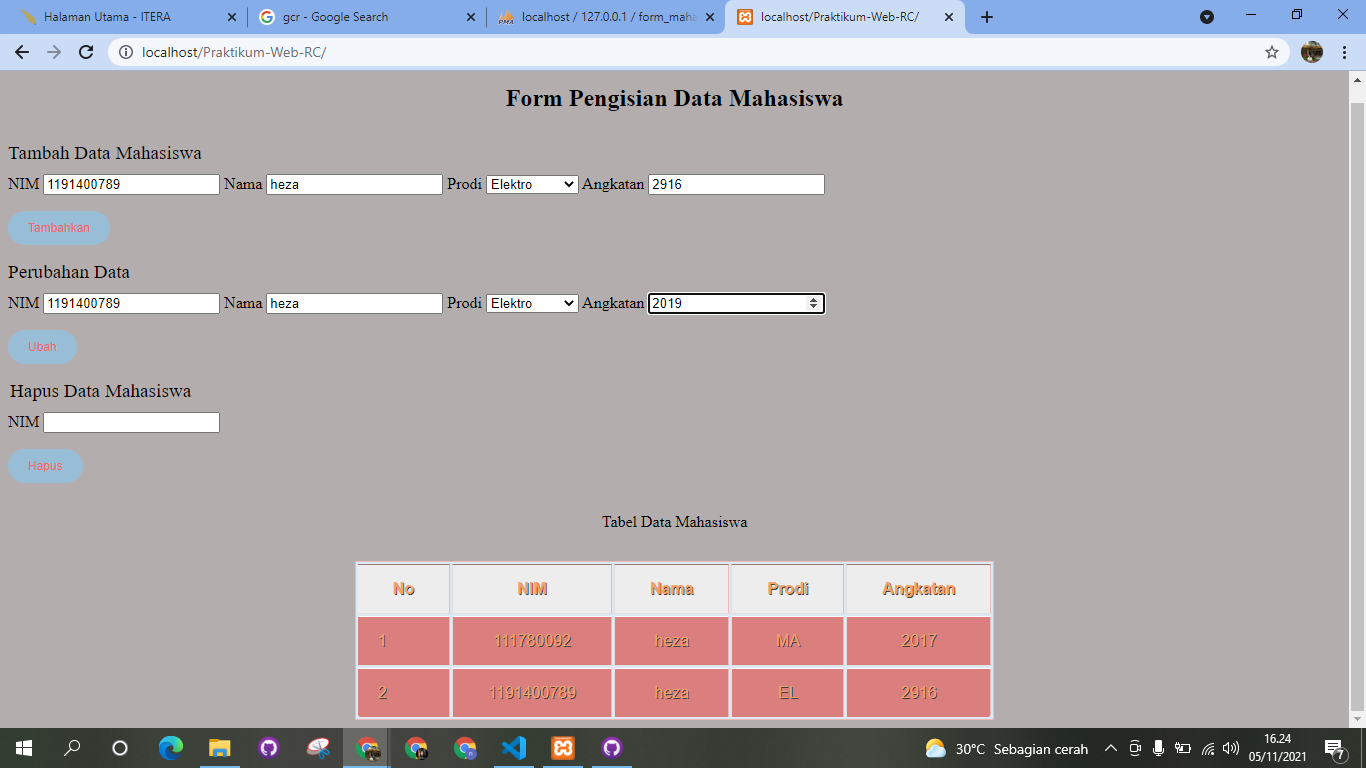 Halaman Utama - ITERA
gcr - Google Search
localhost / 127.0.0.1 / form_maha
localhost/Praktikum-Web-RC/
localhost/Praktikum-Web-RC/
Form Pengisian Data Mahasiswa
Tambah Data Mahasiswa
NIM 1191400789 Nama heza Prodi Elektro Angkatan 2916
Tambahkan
Perubahan Data
NIM 1191400789 Nama heza Prodi Elektro Angkatan 2019
Ubah
Hapus Data Mahasiswa
NIM
Hapus
Tabel Data Mahasiswa
No NIM Nama Prodi Angkatan
1 111780092 heza MA 2017
2 1191400789 heza EL 2916
30°C Sebagian cerah
16.24
05/11/2021
7